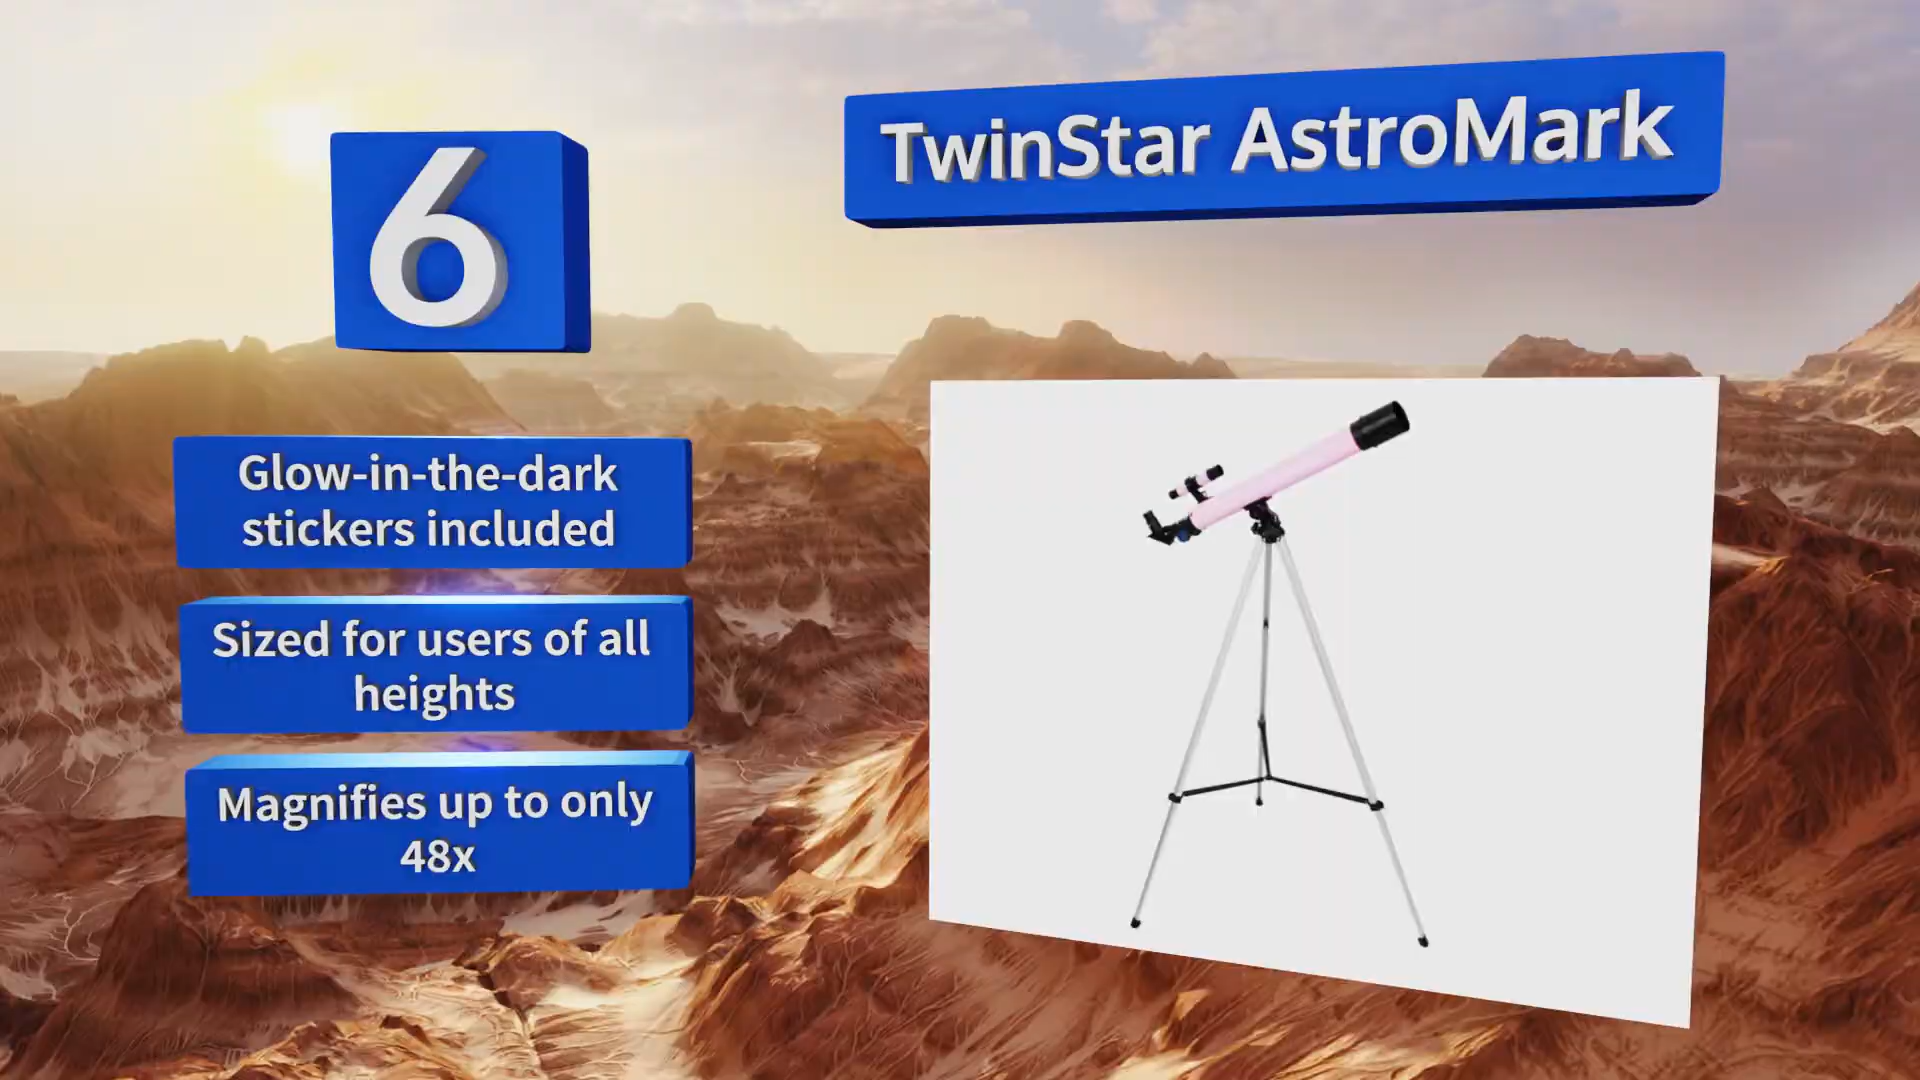 6
TwinStar AstroMark
Glow-in-the-dark
stickers included
Sized for users of all
heights
Magnifies up to only
48x